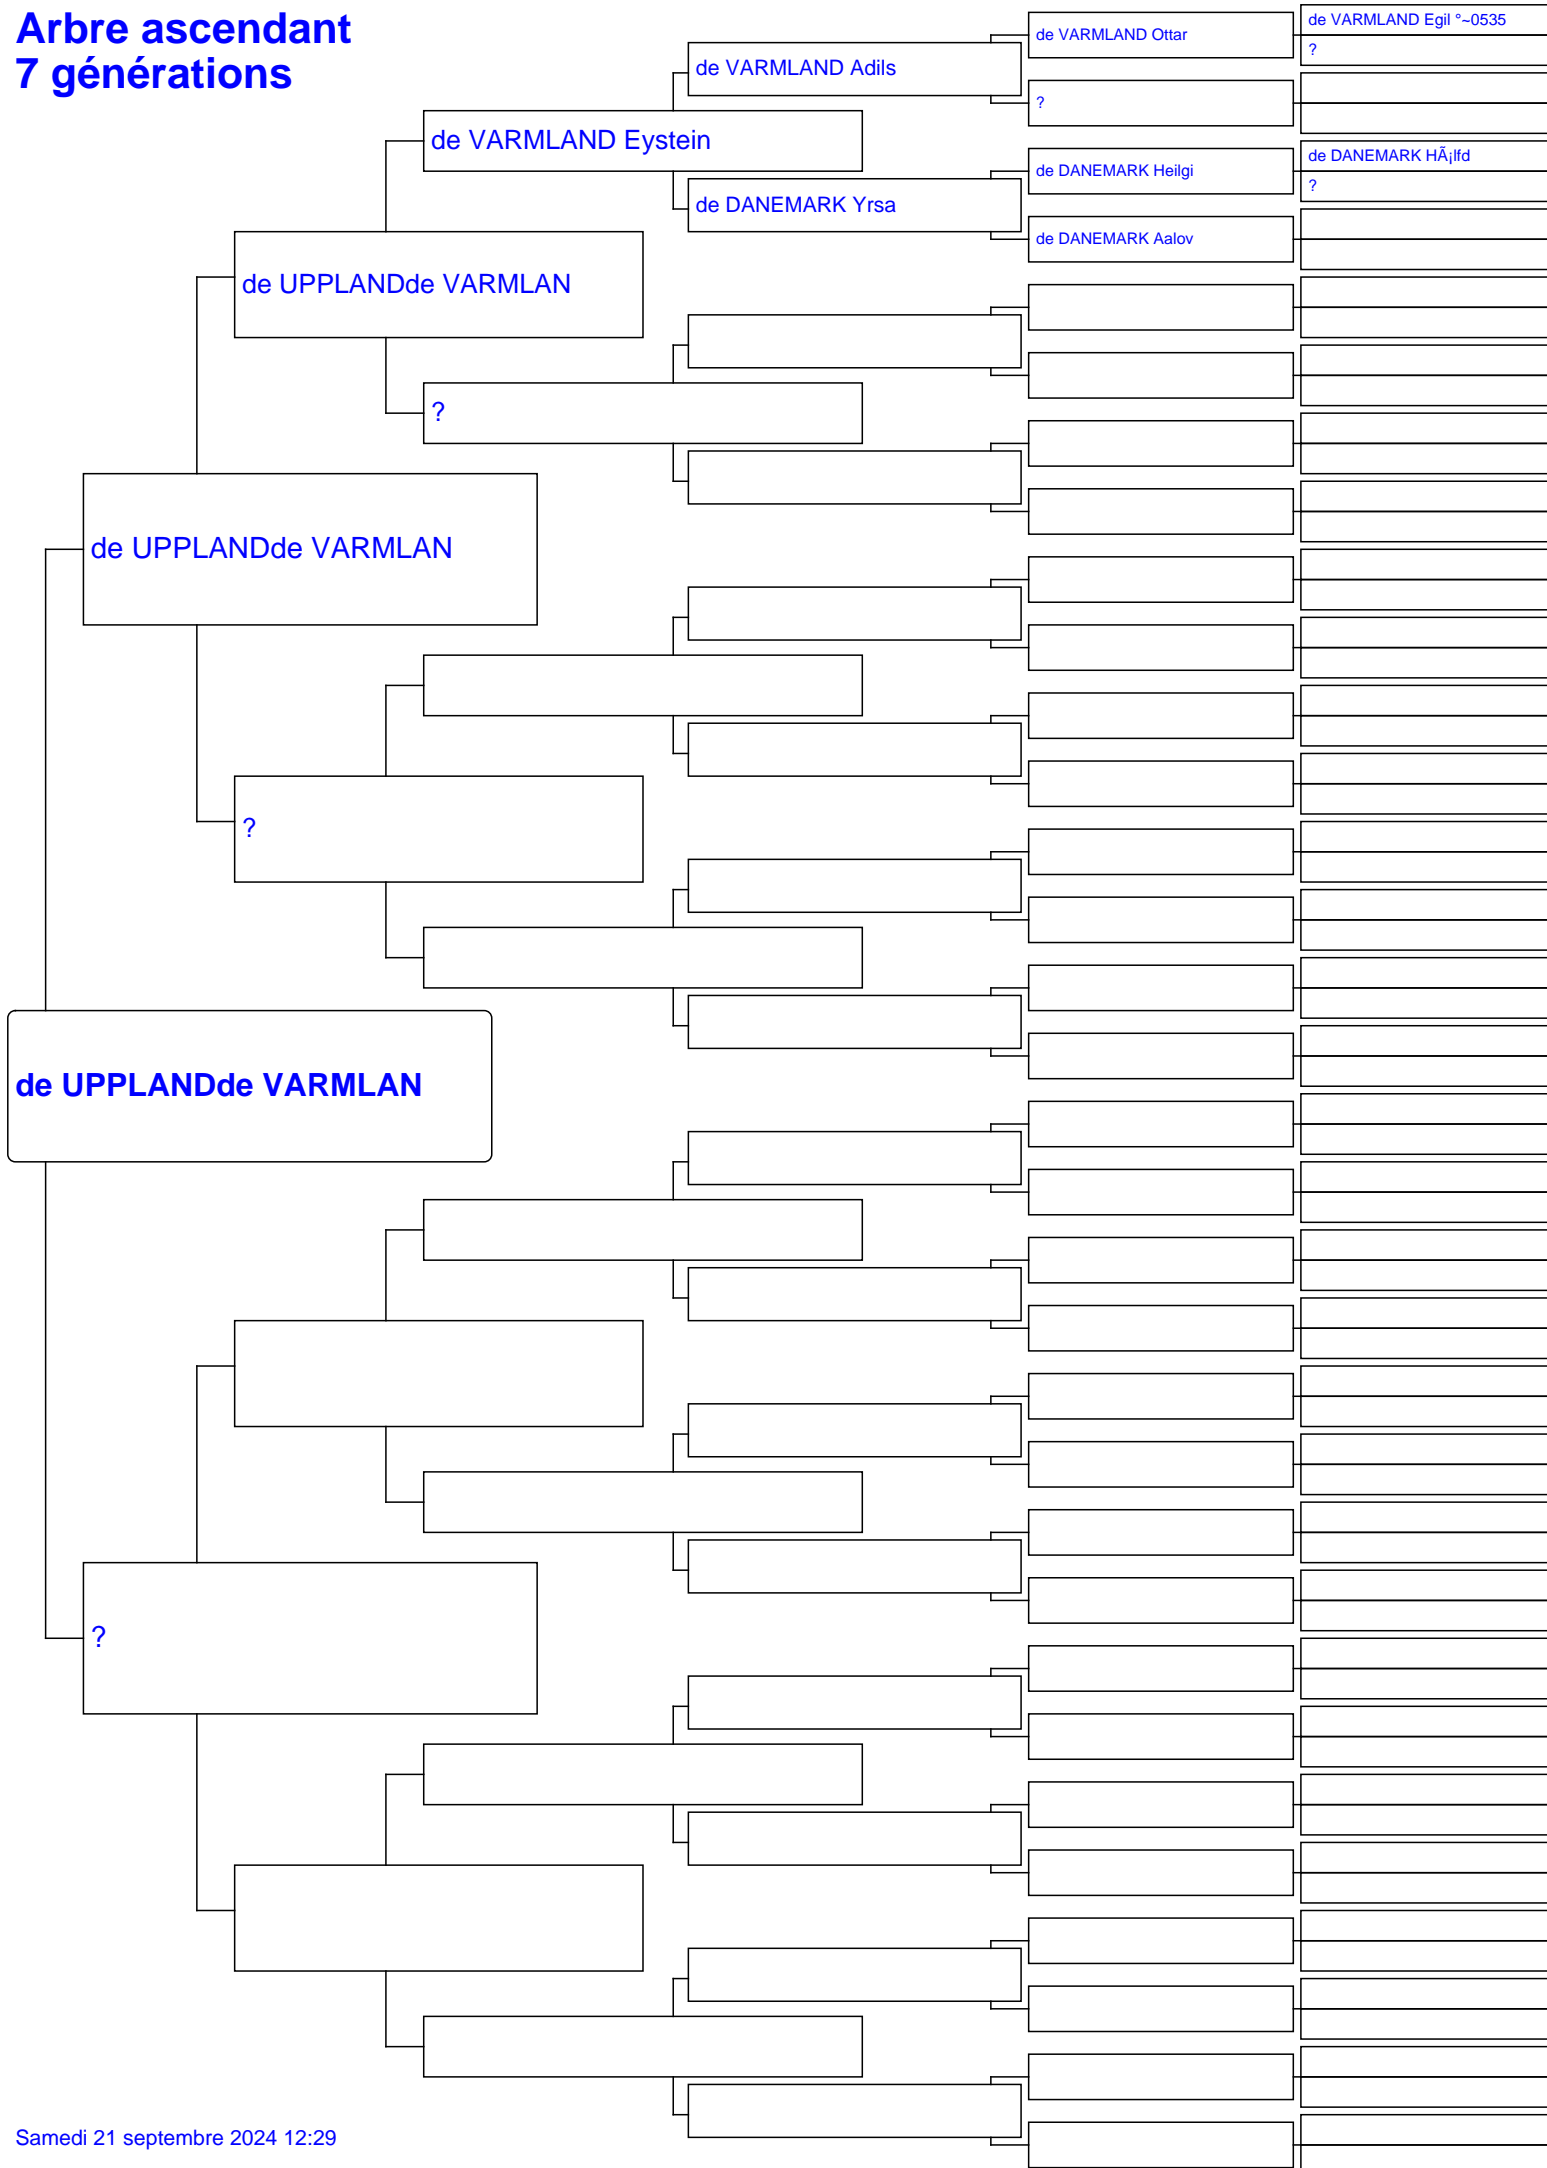 Arbre ascendant
7 générations
de VARMLAND Egil °~0535
de VARMLAND Ottar
?
de VARMLAND Adils
?
de VARMLAND Eystein
de DANEMARK HÃ¡lfd
de DANEMARK Heilgi
?
de DANEMARK Yrsa
de DANEMARK Aalov
de UPPLANDde VARMLAN
?
de UPPLANDde VARMLAN
?
de UPPLANDde VARMLAN
?
Samedi 21 septembre 2024 12:29